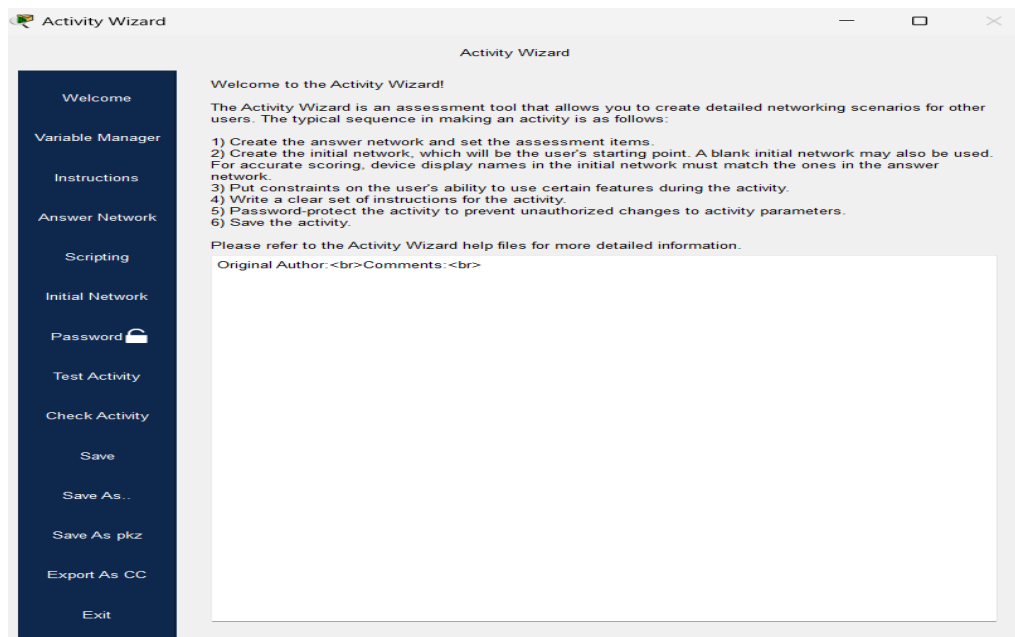 Activity Wizard
Activity Wizard
Welcome
Variable Manager
Instructions
Answer Network
Scripting
Initial Network
Password
Test Activity
Check Activity
Save
Save As..
Save As pkz
Export As CC
Exit
Welcome to the Activity Wizard!
The Activity Wizard is an assessment tool that allows you to create detailed networking scenarios for other
users. The typical sequence in making an activity is as follows:
1) Create the answer network and set the assessment items.
2) Create the initial network, which will be the user's starting point. A blank initial network may also be used.
For accurate scoring, device display names in the initial network must match the ones in the answer
network.
3) Put constraints on the user's ability to use certain features during the activity.
4) Write a clear set of instructions for the activity.
5) Password-protect the activity to prevent unauthorized changes to activity parameters.
6) Save the activity.
Please refer to the Activity Wizard help files for more detailed information.
Original Author:<br>Comments:<br>